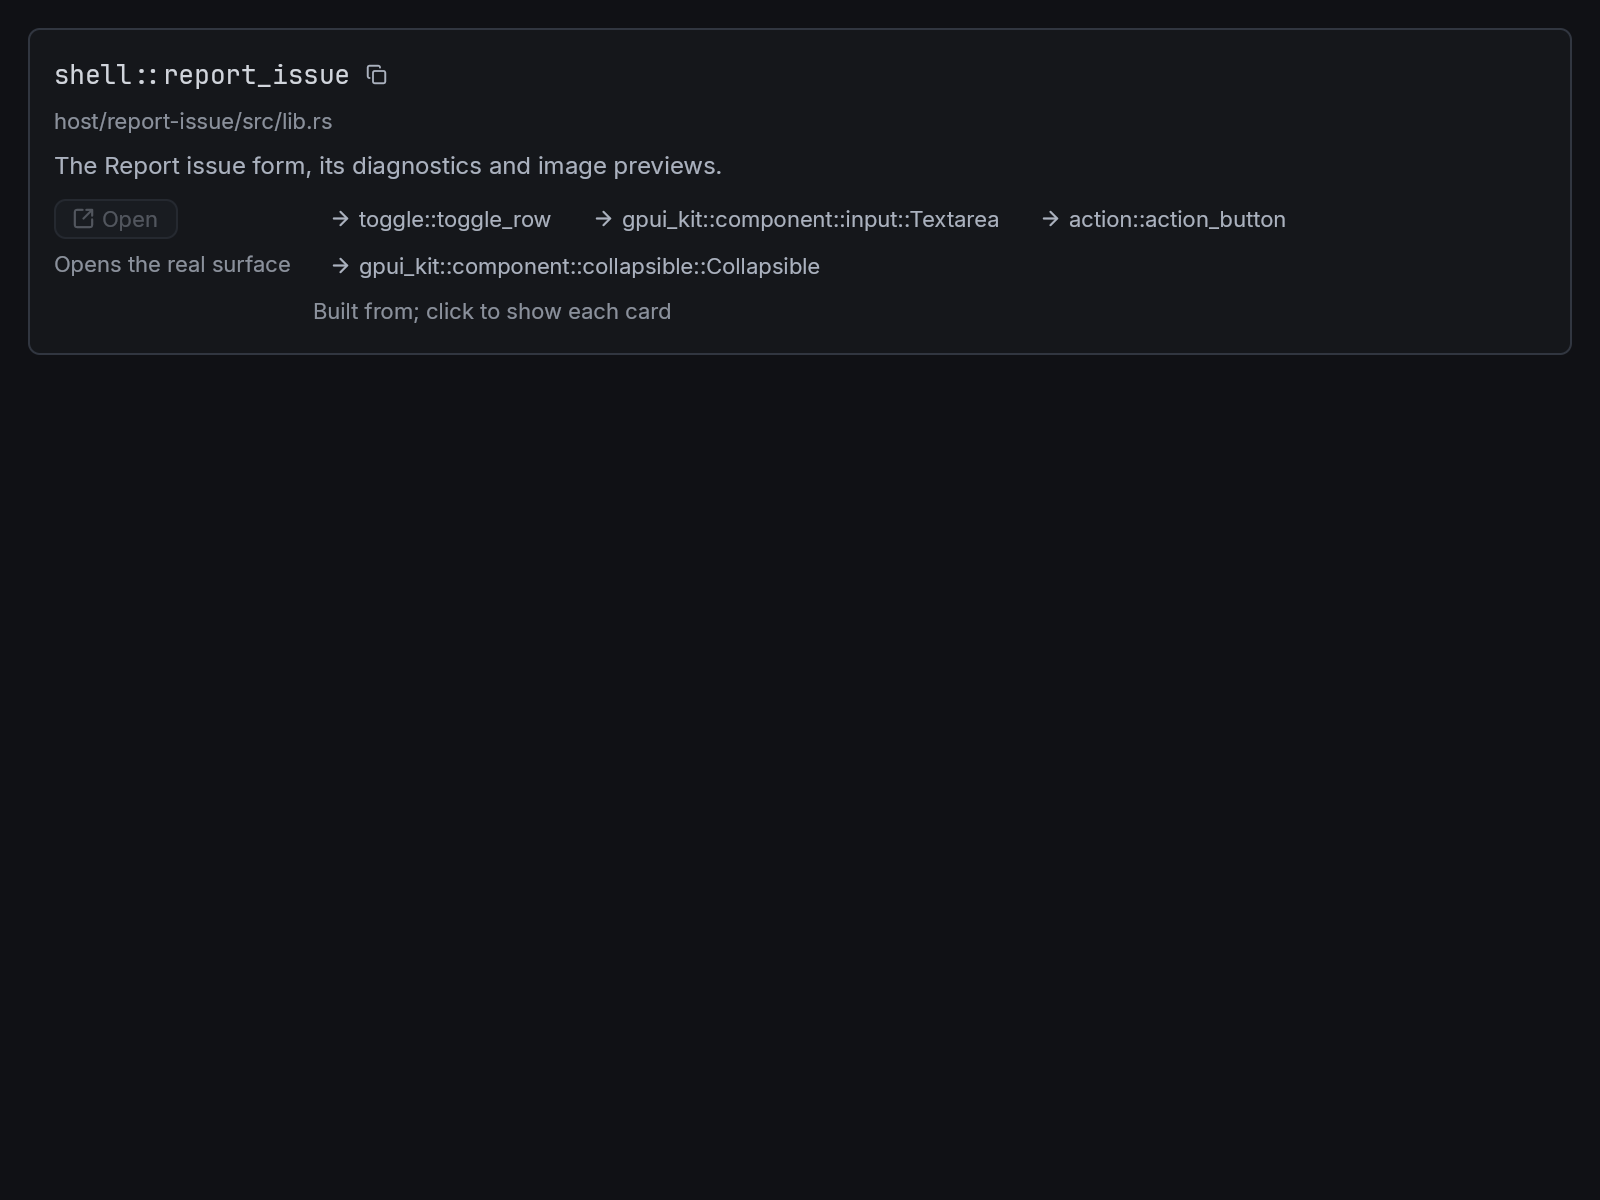 shell::report_issue
host/report-issue/src/lib.rs
The Report issue form, its diagnostics and image previews.
Open
Opens the real surface
→ toggle::toggle_row → gpui_kit::component::input::Textarea → action::action_button
→ gpui_kit::component::collapsible::Collapsible
Built from; click to show each card